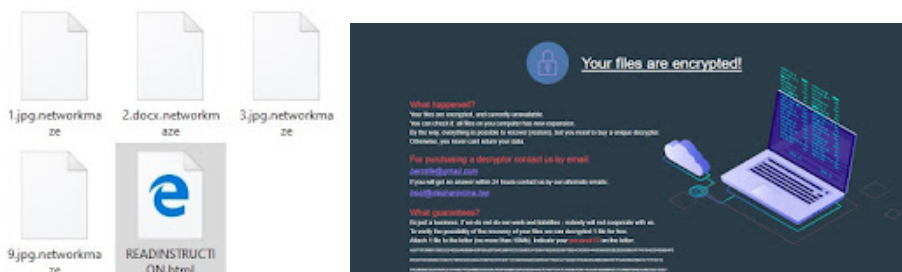 1.jpg.networkma
ze
2.docx.networkm
aze
3.jpg.networkma
ze
9.jpg.networkma
ze
READINSTRUCTI
ON.html
Your files are encrypted!
What happened?
Your files are encrypted, and currently unavailable.
You can check it: all files on you computer has new expansion.
By the way, everything is possible to recover (restore), but you need to buy a unique decryptor.
Otherwise, you never cant return your data.
For purchasing a decryptor contact us by email:
If you will get no answer within 24 hours contact us by our alternate emails:
What guarantees?
Its just a business. If we do not do our work and liabilities - nobody will not cooperate with us.
To verify the possibility of the recovery of your files we can decrypted 1 file for free.
Attach 1 file to the letter (no more than 10Mb). Indicate your personal ID on the letter: